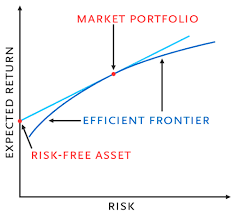 MARKET PORTFOLIO
EXPECTED RETURN
EFFICIENT FRONTIER
RISK-FREE ASSET
RISK